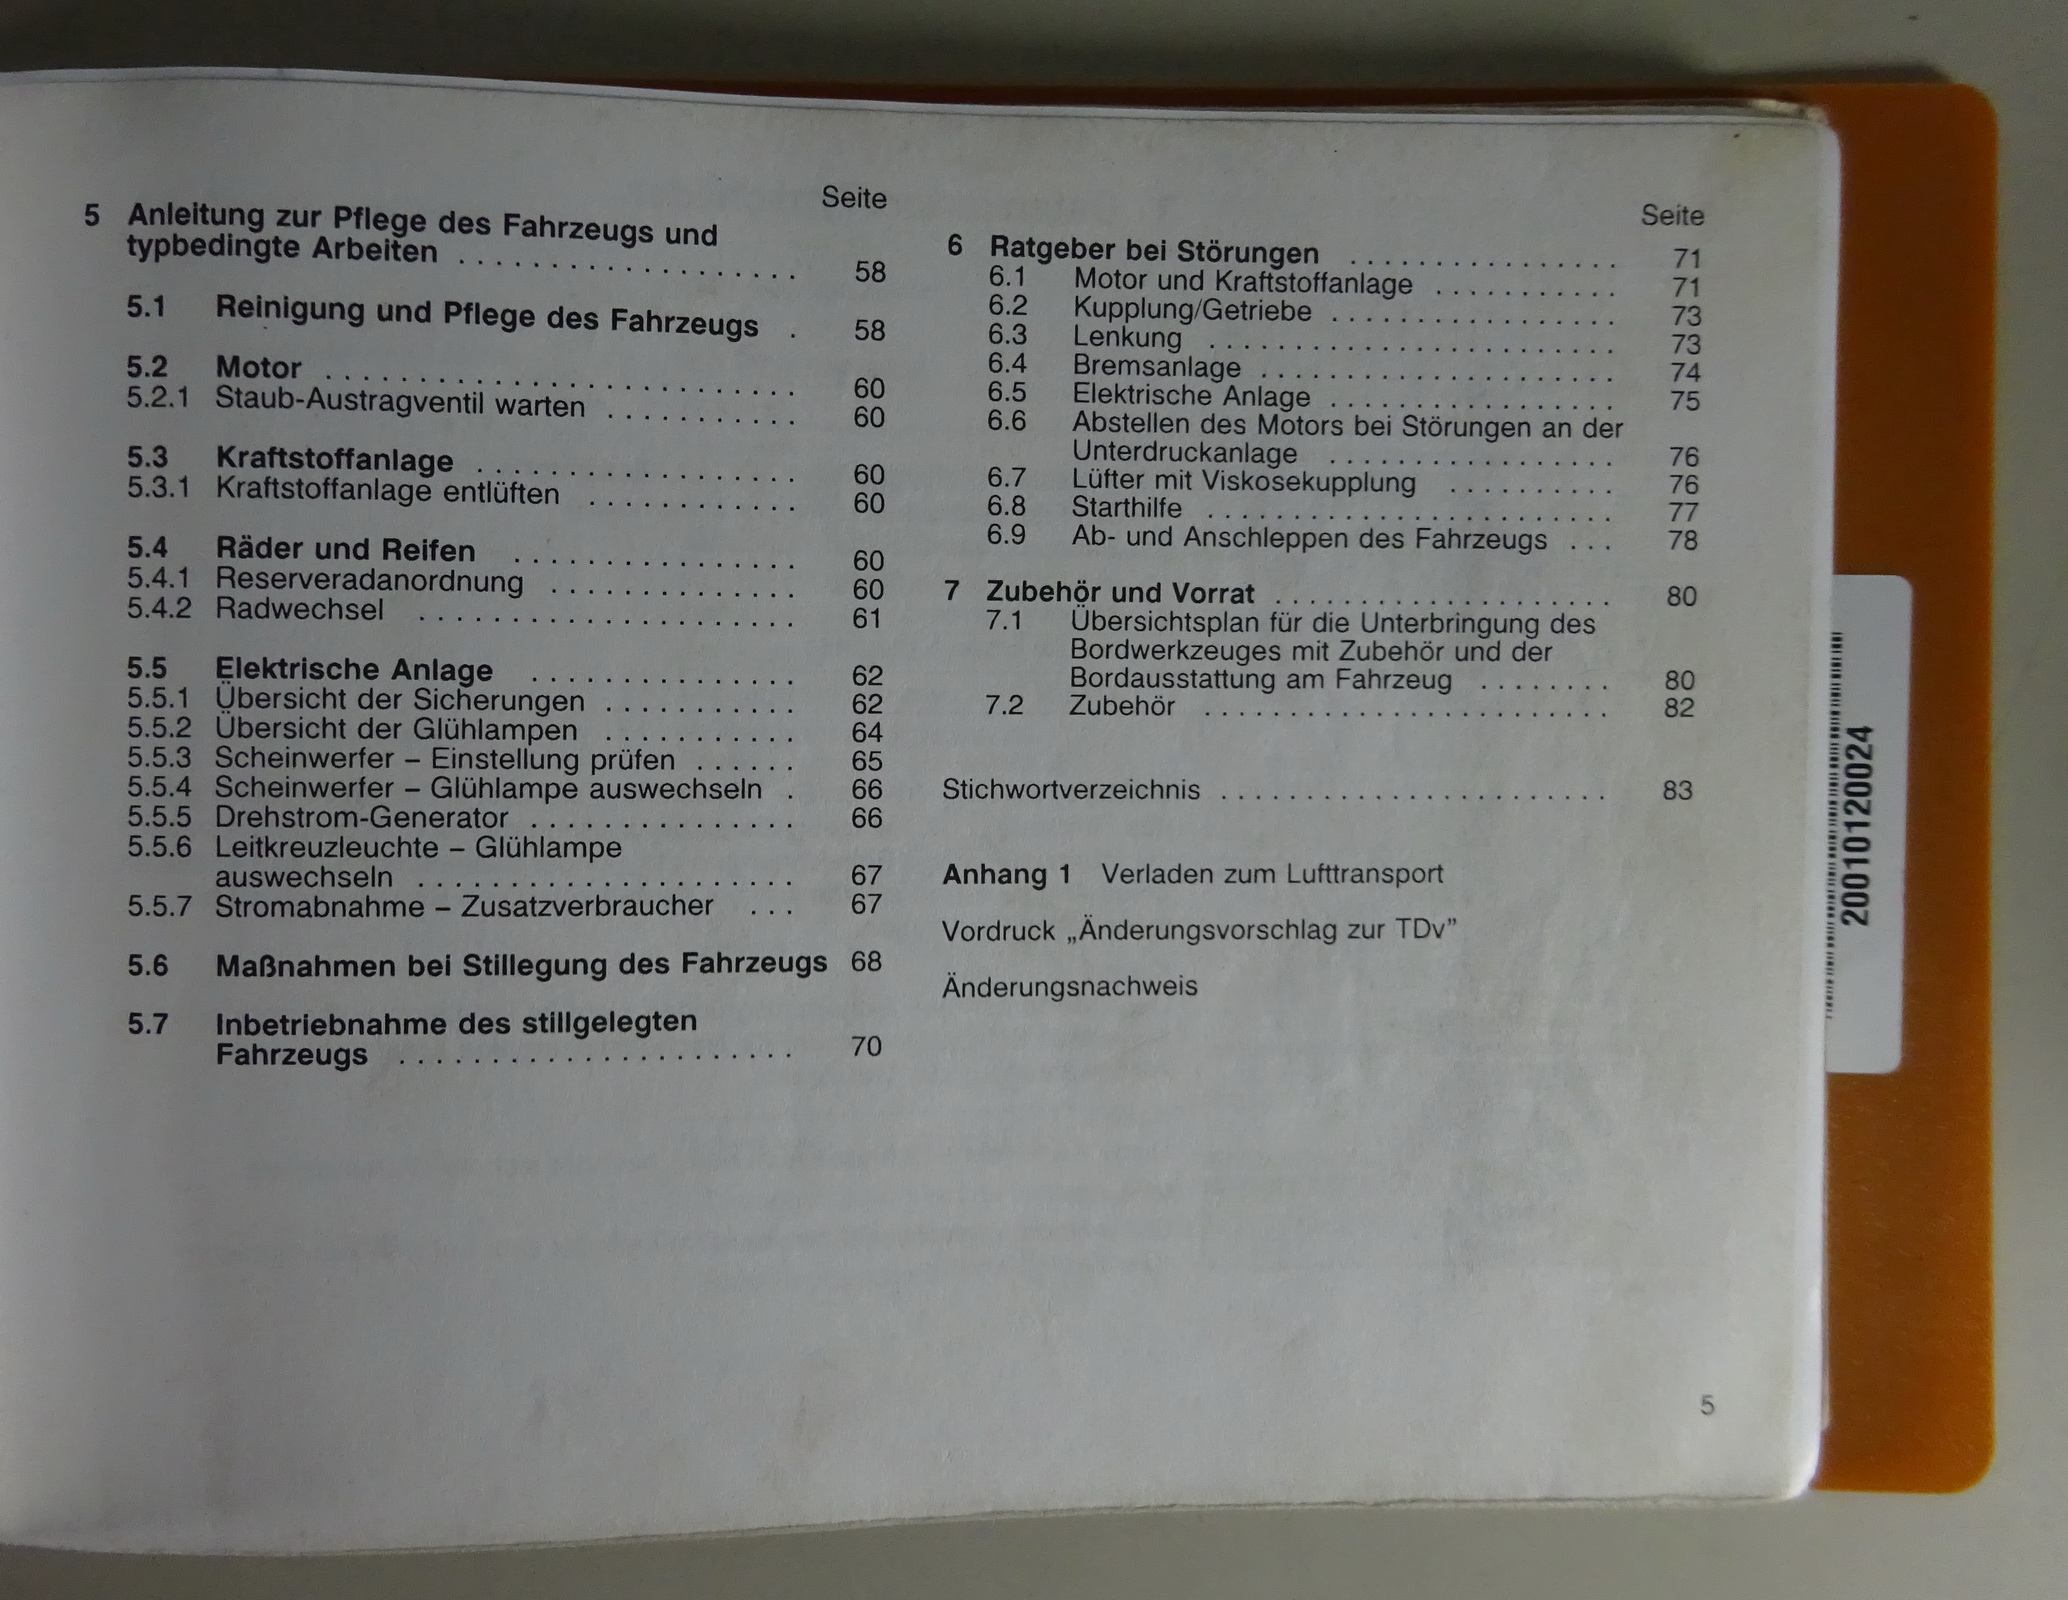 Seite
5 Anleitung zur Pflege des Fahrzeugs und
typbedingte Arbeiten . . . . . . . . . . . . . . . . . . 58
5.1 Reinigung und Pflege des Fahrzeugs . 58
5.2 Motor . . . . . . . . . . . . . . . . . . . . . . . . . 60
5.2.1 Staub-Austragventil warten . . . . . . . . . . . 60
5.3 Kraftstoffanlage . . . . . . . . . . . . . . . . . 60
5.3.1 Kraftstoffanlage entlüften . . . . . . . . . . . . 60
5.4 Räder und Reifen . . . . . . . . . . . . . . . 60
5.4.1 Reserveradanordnung . . . . . . . . . . . . . . 60
5.4.2 Radwechsel . . . . . . . . . . . . . . . . . . . . . 61
5.5 Elektrische Anlage . . . . . . . . . . . . . . . 62
5.5.1 Übersicht der Sicherungen . . . . . . . . . . . 62
5.5.2 Übersicht der Glühlampen . . . . . . . . . . . 64
5.5.3 Scheinwerfer – Einstellung prüfen . . . . . . 65
5.5.4 Scheinwerfer – Glühlampe auswechseln . 66
5.5.5 Drehstrom-Generator . . . . . . . . . . . . . . . 66
5.5.6 Leitkreuzleuchte – Glühlampe
auswechseln . . . . . . . . . . . . . . . . . . . . . 67
5.5.7 Stromabnahme – Zusatzverbraucher . . . 67
5.6 Maßnahmen bei Stillegung des Fahrzeugs 68
5.7 Inbetriebnahme des stillgelegten
Fahrzeugs . . . . . . . . . . . . . . . . . . . . . . 70
Seite
6 Ratgeber bei Störungen . . . . . . . . . . . . . . . . 71
6.1 Motor und Kraftstoffanlage . . . . . . . . . . . 71
6.2 Kupplung/Getriebe . . . . . . . . . . . . . . . . . 73
6.3 Lenkung . . . . . . . . . . . . . . . . . . . . . . . . 73
6.4 Bremsanlage . . . . . . . . . . . . . . . . . . . . . 74
6.5 Elektrische Anlage . . . . . . . . . . . . . . . . . 75
6.6 Abstellen des Motors bei Störungen an der
Unterdruckanlage . . . . . . . . . . . . . . . . . 76
6.7 Lüfter mit Viskosekupplung . . . . . . . . . . 76
6.8 Starthilfe . . . . . . . . . . . . . . . . . . . . . . . . 77
6.9 Ab- und Anschleppen des Fahrzeugs . . . 78
7 Zubehör und Vorrat . . . . . . . . . . . . . . . . . . . . 80
7.1 Übersichtsplan für die Unterbringung des
Bordwerkzeuges mit Zubehör und der
Bordausstattung am Fahrzeug . . . . . . . . 80
7.2 Zubehör . . . . . . . . . . . . . . . . . . . . . . . . 82
Stichwortverzeichnis . . . . . . . . . . . . . . . . . . . . . . . 83
Anhang 1 Verladen zum Lufttransport
Vordruck „Änderungsvorschlag zur TDv”
Änderungsnachweis
5
20010120024